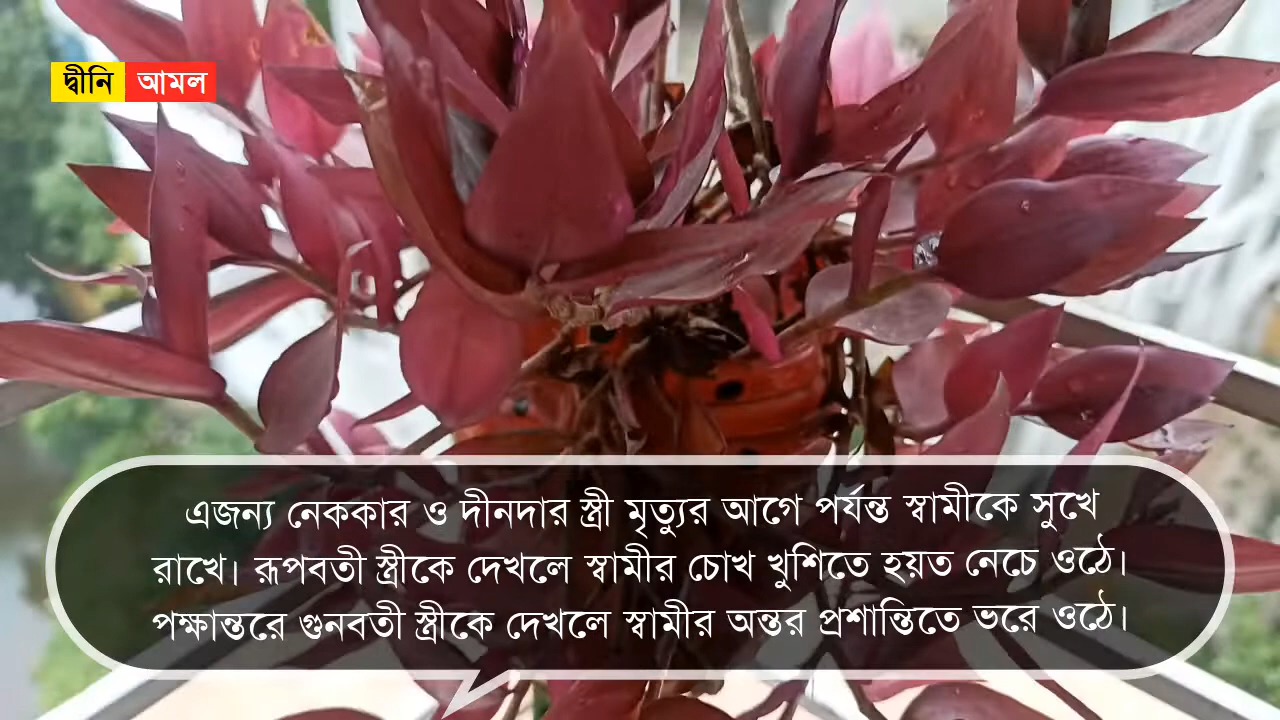 দ্বীনি আমল
এজন্য নেককার ও দীনদার স্ত্রী মৃত্যুর আগে পর্যন্ত স্বামীকে সুখে
রাখে। রূপবতী স্ত্রীকে দেখলে স্বামীর চোখ খুশিতে হয়ত নেচে ওঠে।
পক্ষান্তরে গুনবতী স্ত্রীকে দেখলে স্বামীর অন্তর প্রশান্তিতে ভরে ওঠে।